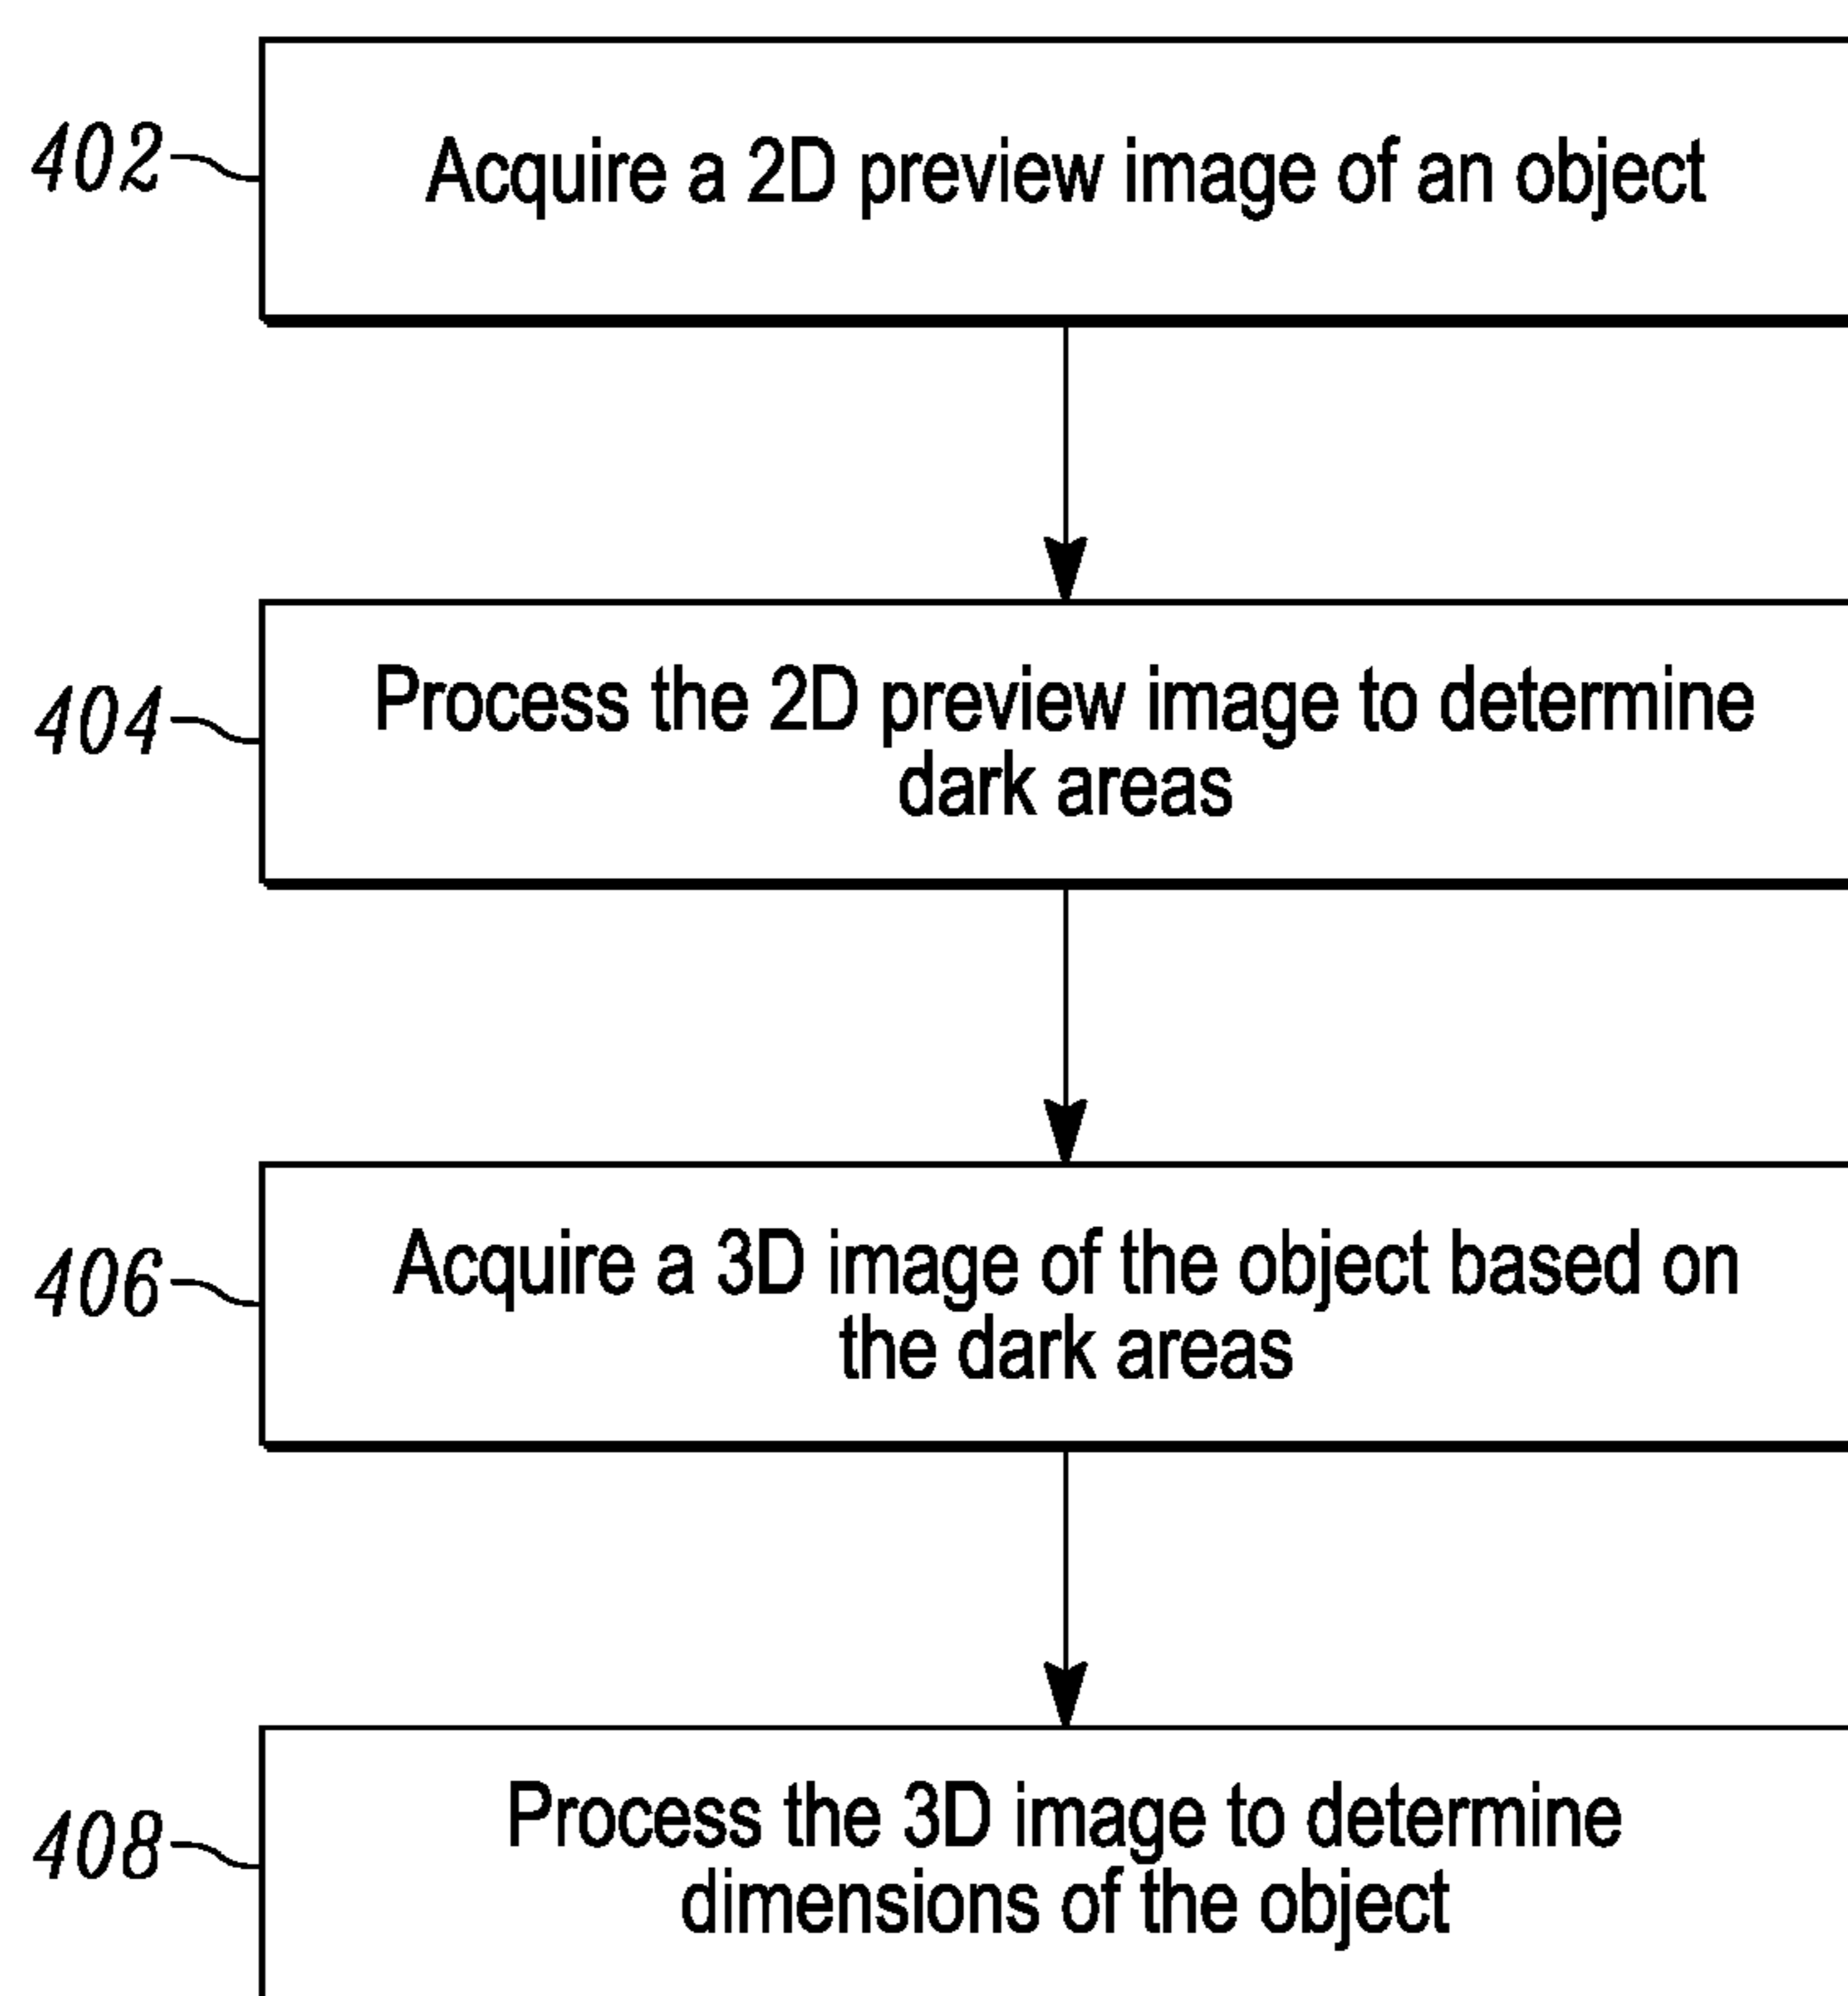 402
Acquire a 2D preview image of an object
404
Process the 2D preview image to determine
dark areas
406
Acquire a 3D image of the object based on
the dark areas
408
Process the 3D image to determine
dimensions of the object